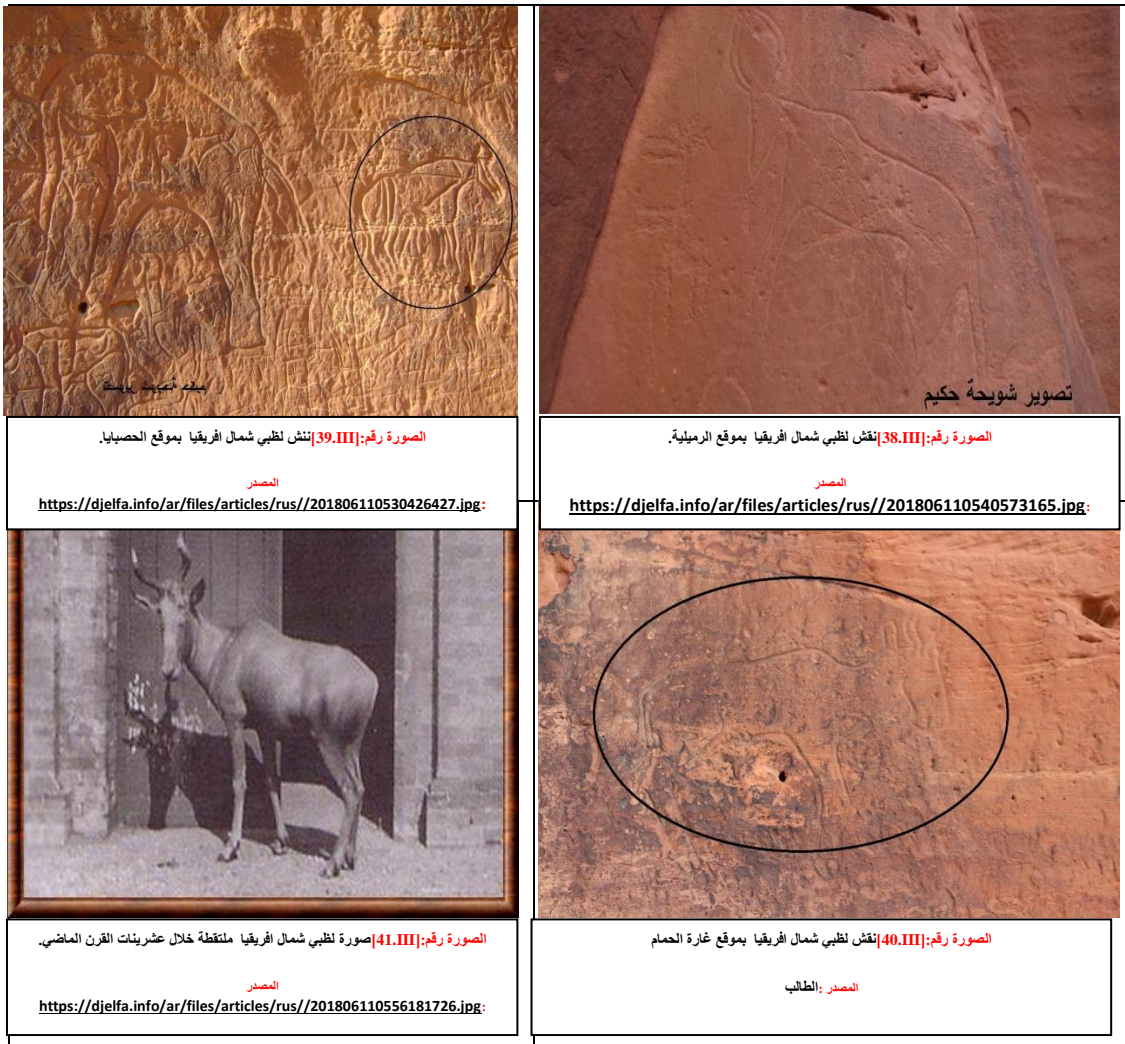 تصوير شويحة حكيم
الصورة رقم:[38.III]نقش لظبي شمال افريقيا بموقع الرميلية.
المصدر
:https://djelfa.info/ar/files/articles/rus//201806110540573165.jpg
تصوير شويحة حكيم
الصورة رقم:[39.III]ننش لظبي شمال افريقيا بموقع الحصبايا.
المصدر
:https://djelfa.info/ar/files/articles/rus//201806110530426427.jpg
الصورة رقم:[40.III]نقش لظبي شمال افريقيا بموقع غارة الحمام
المصدر :الطالب
الصورة رقم:[41.III]صورة لظبي شمال افريقيا ملتقطة خلال عشرينات القرن الماضي.
المصدر
:https://djelfa.info/ar/files/articles/rus//201806110556181726.jpg